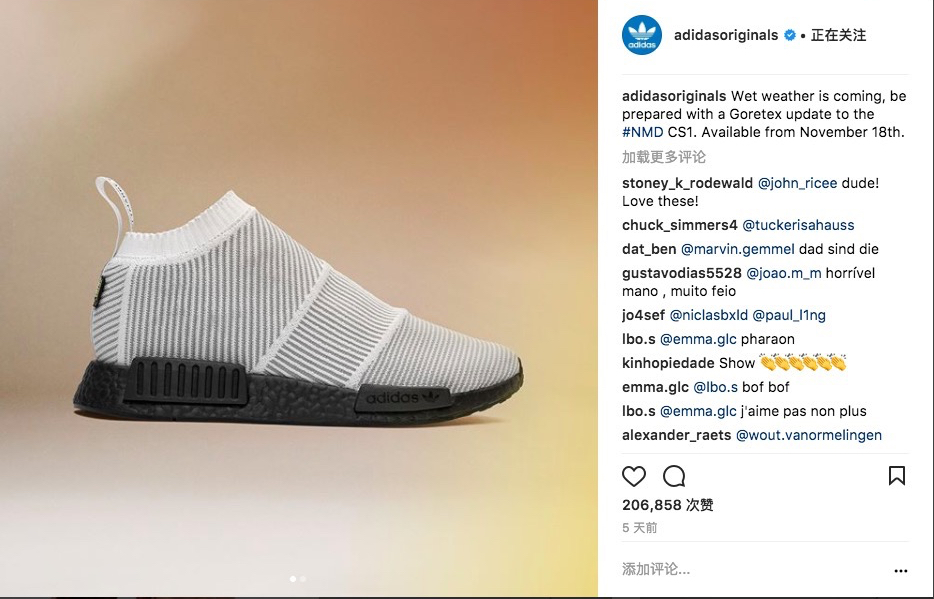 adidas
adidasoriginals • 正在关注
adidasoriginals Wet weather is coming, be
prepared with a Goretex update to the
#NMD CS1. Available from November 18th.
加载更多评论
stoney_k_rodewald @john_ricee dude!
Love these!
chuck_simmers4 @tuckerisahauss
dat_ben @marvin.gemmel dad sind die
gustavodias5528 @joao.m_m horrível
mano , muito feio
jo4sef @niclasbxld @paul_l1ng
lbo.s @emma.glc pharaon
kinhopiedade Show 👏👏👏👏👏👏
emma.glc @lbo.s bof bof
lbo.s @emma.glc j'aime pas non plus
alexander_raets @wout.vanormelingen
206,858 次赞
5 天前
添加评论...
adidas